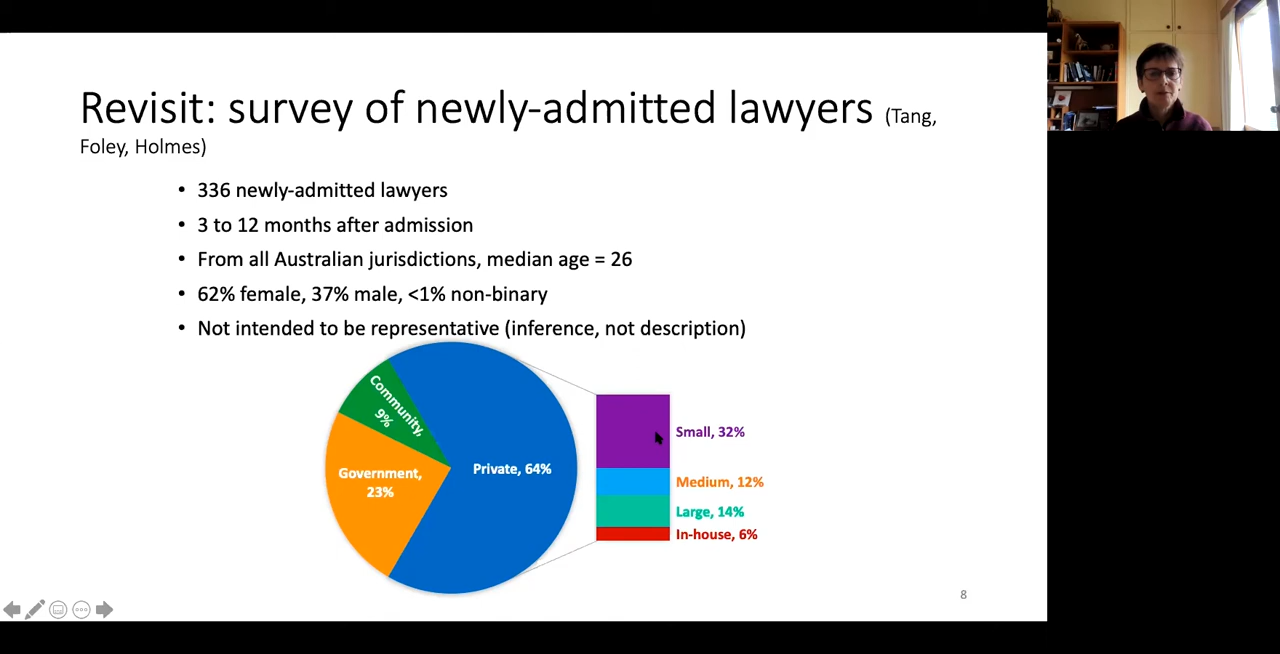 Revisit: survey of newly-admitted lawyers (Tang,
Foley, Holmes)
• 336 newly-admitted lawyers
• 3 to 12 months after admission
• From all Australian jurisdictions, median age = 26
• 62% female, 37% male, <1% non-binary
• Not intended to be representative (inference, not description)
Community,
9%
Government,
23%
Private, 64%
Small, 32%
Medium, 12%
Large, 14%
In-house, 6%
8